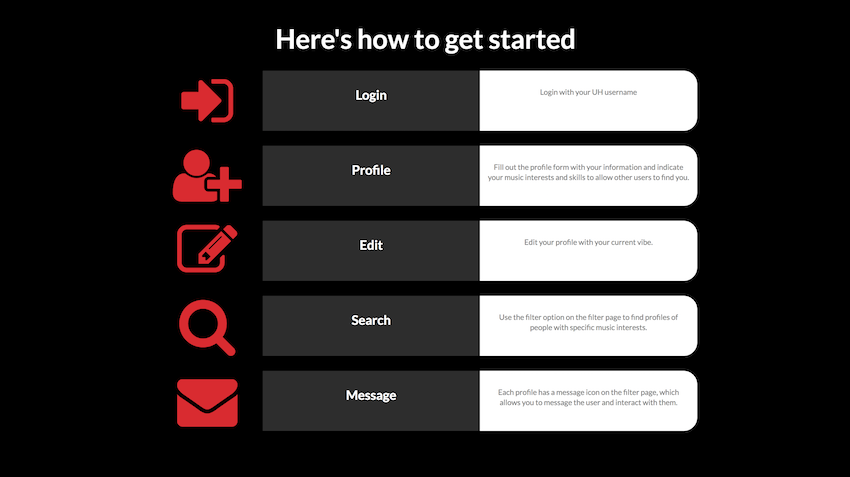 Here's how to get started
Login
Login with your UH username
Profile
Fill out the profile form with your information and indicate
your music interests and skills to allow other users to find you.
Edit
Edit your profile with your current vibe.
Search
Use the filter option on the filter page to find profiles of
people with specific music interests.
Message
Each profile has a message icon on the filter page, which
allows you to message the user and interact with them.